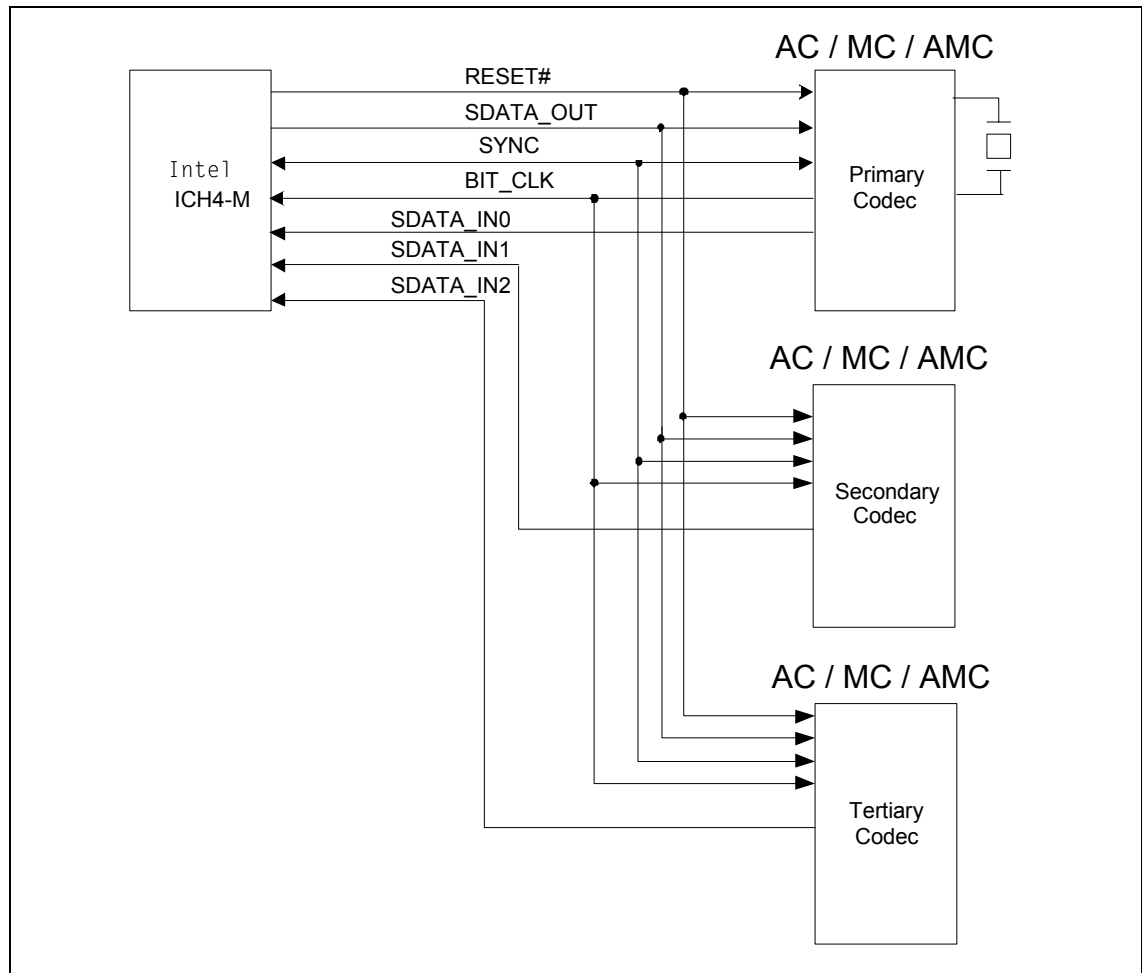 AC / MC / AMC
RESET#
SDATA_OUT
SYNC
BIT_CLK
SDATA_IN0
SDATA_IN1
SDATA_IN2
Intel
ICH4-M
Primary
Codec
AC / MC / AMC
Secondary
Codec
AC / MC / AMC
Tertiary
Codec